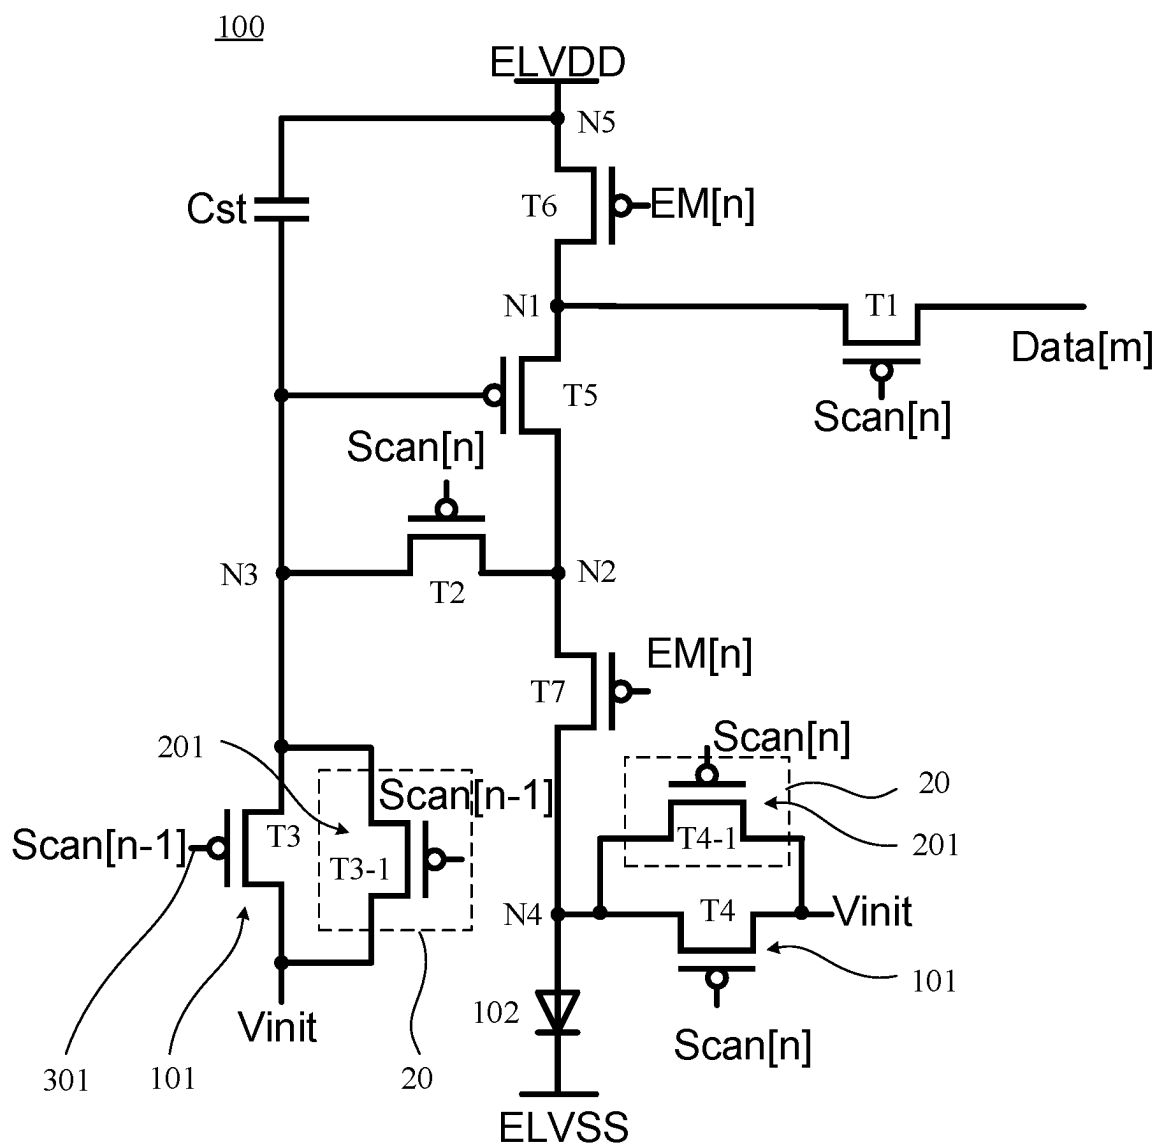 100
ELVDD
N5
T6
EM[n]
Cst
N1
T1
Data[m]
T5
Scan[n]
Scan[n]
N3
T2
N2
T7
EM[n]
201
Scan[n]
20
Scan[n-1]
T3
Scan[n-1]
T3-1
T4-1
201
N4
T4
Vinit
101
102
Vinit
Scan[n]
301
101
20
ELVSS